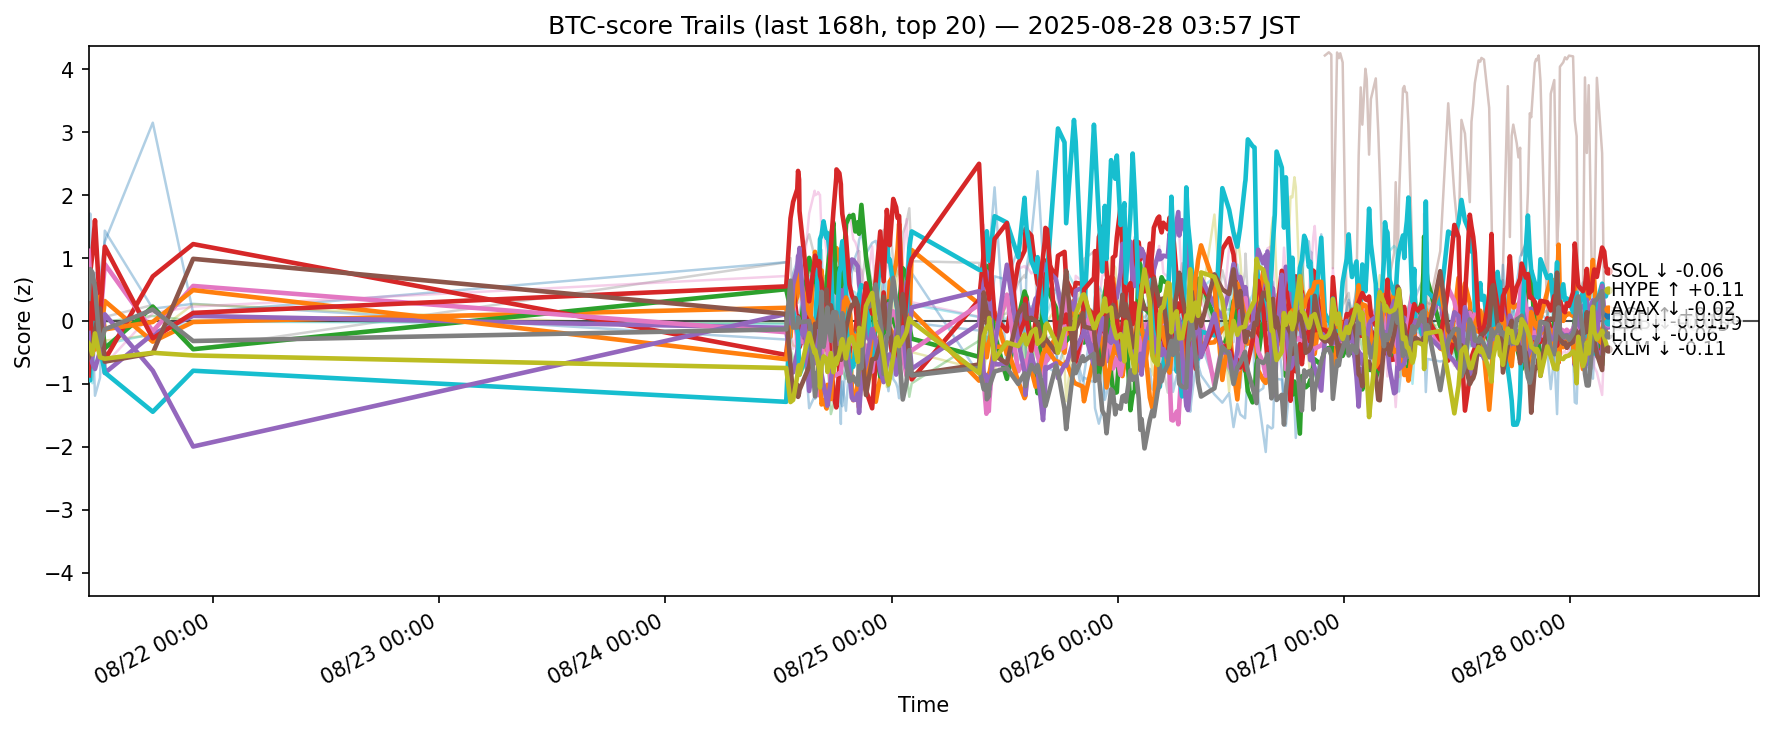 BTC-score Trails (last 168h, top 20) — 2025-08-28 03:57 JST
Score (z)
4
3
2
1
0
−1
−2
−3
−4
SOL ↓ -0.06
HYPE ↑ +0.11
AVAX ↓ -0.02
LTC ↓ -0.06
XLM ↓ -0.11
08/22 00:00
08/23 00:00
08/24 00:00
08/25 00:00
08/26 00:00
08/27 00:00
08/28 00:00
Time